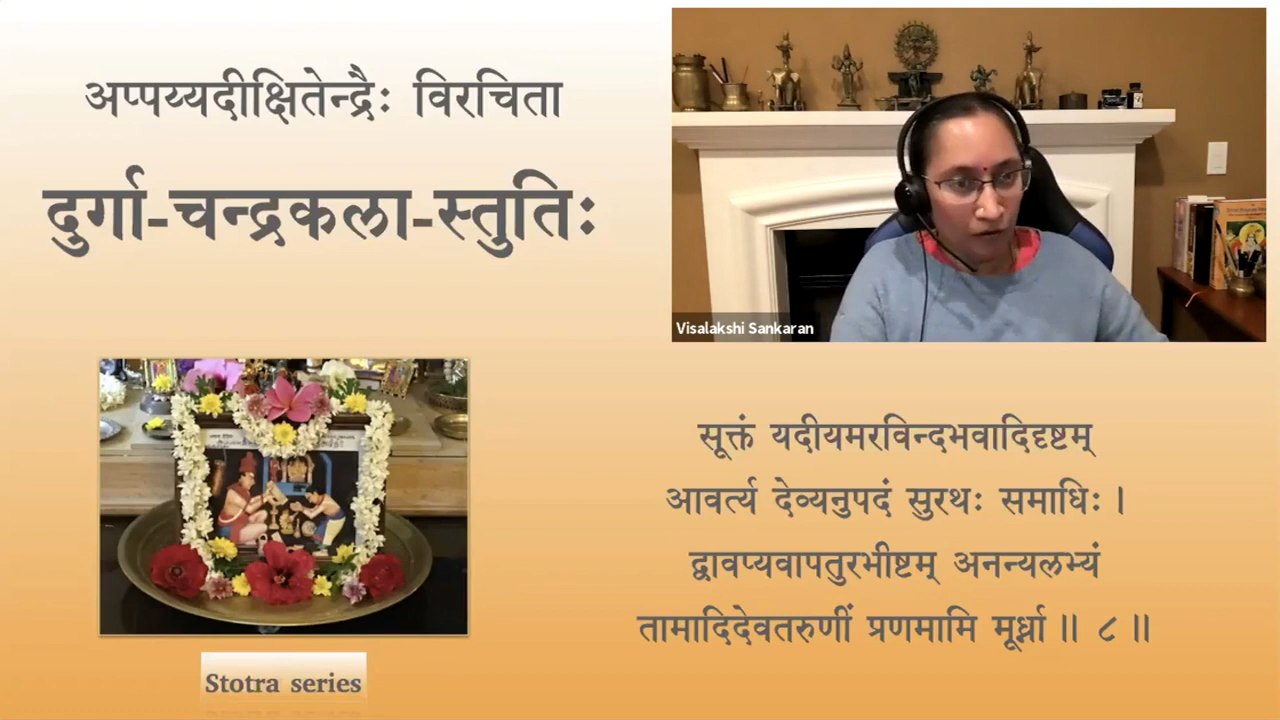 अप्पय्यदीक्षितेन्द्रैः विरचिता
दुर्गा-चन्द्रकला-स्तुतिः
Visalakshi Sankaran
सूक्तं यदीयमरविन्दभवादिदृष्टम्
आवर्त्य देव्यनुपदं सुरथः समाधिः ।
द्वावप्यवापतुरभीष्टम् अनन्यलभ्यं
तामादिदेवतरुणीं प्रणमामि मूर्ध्ना ॥ ८ ॥
Stotra series